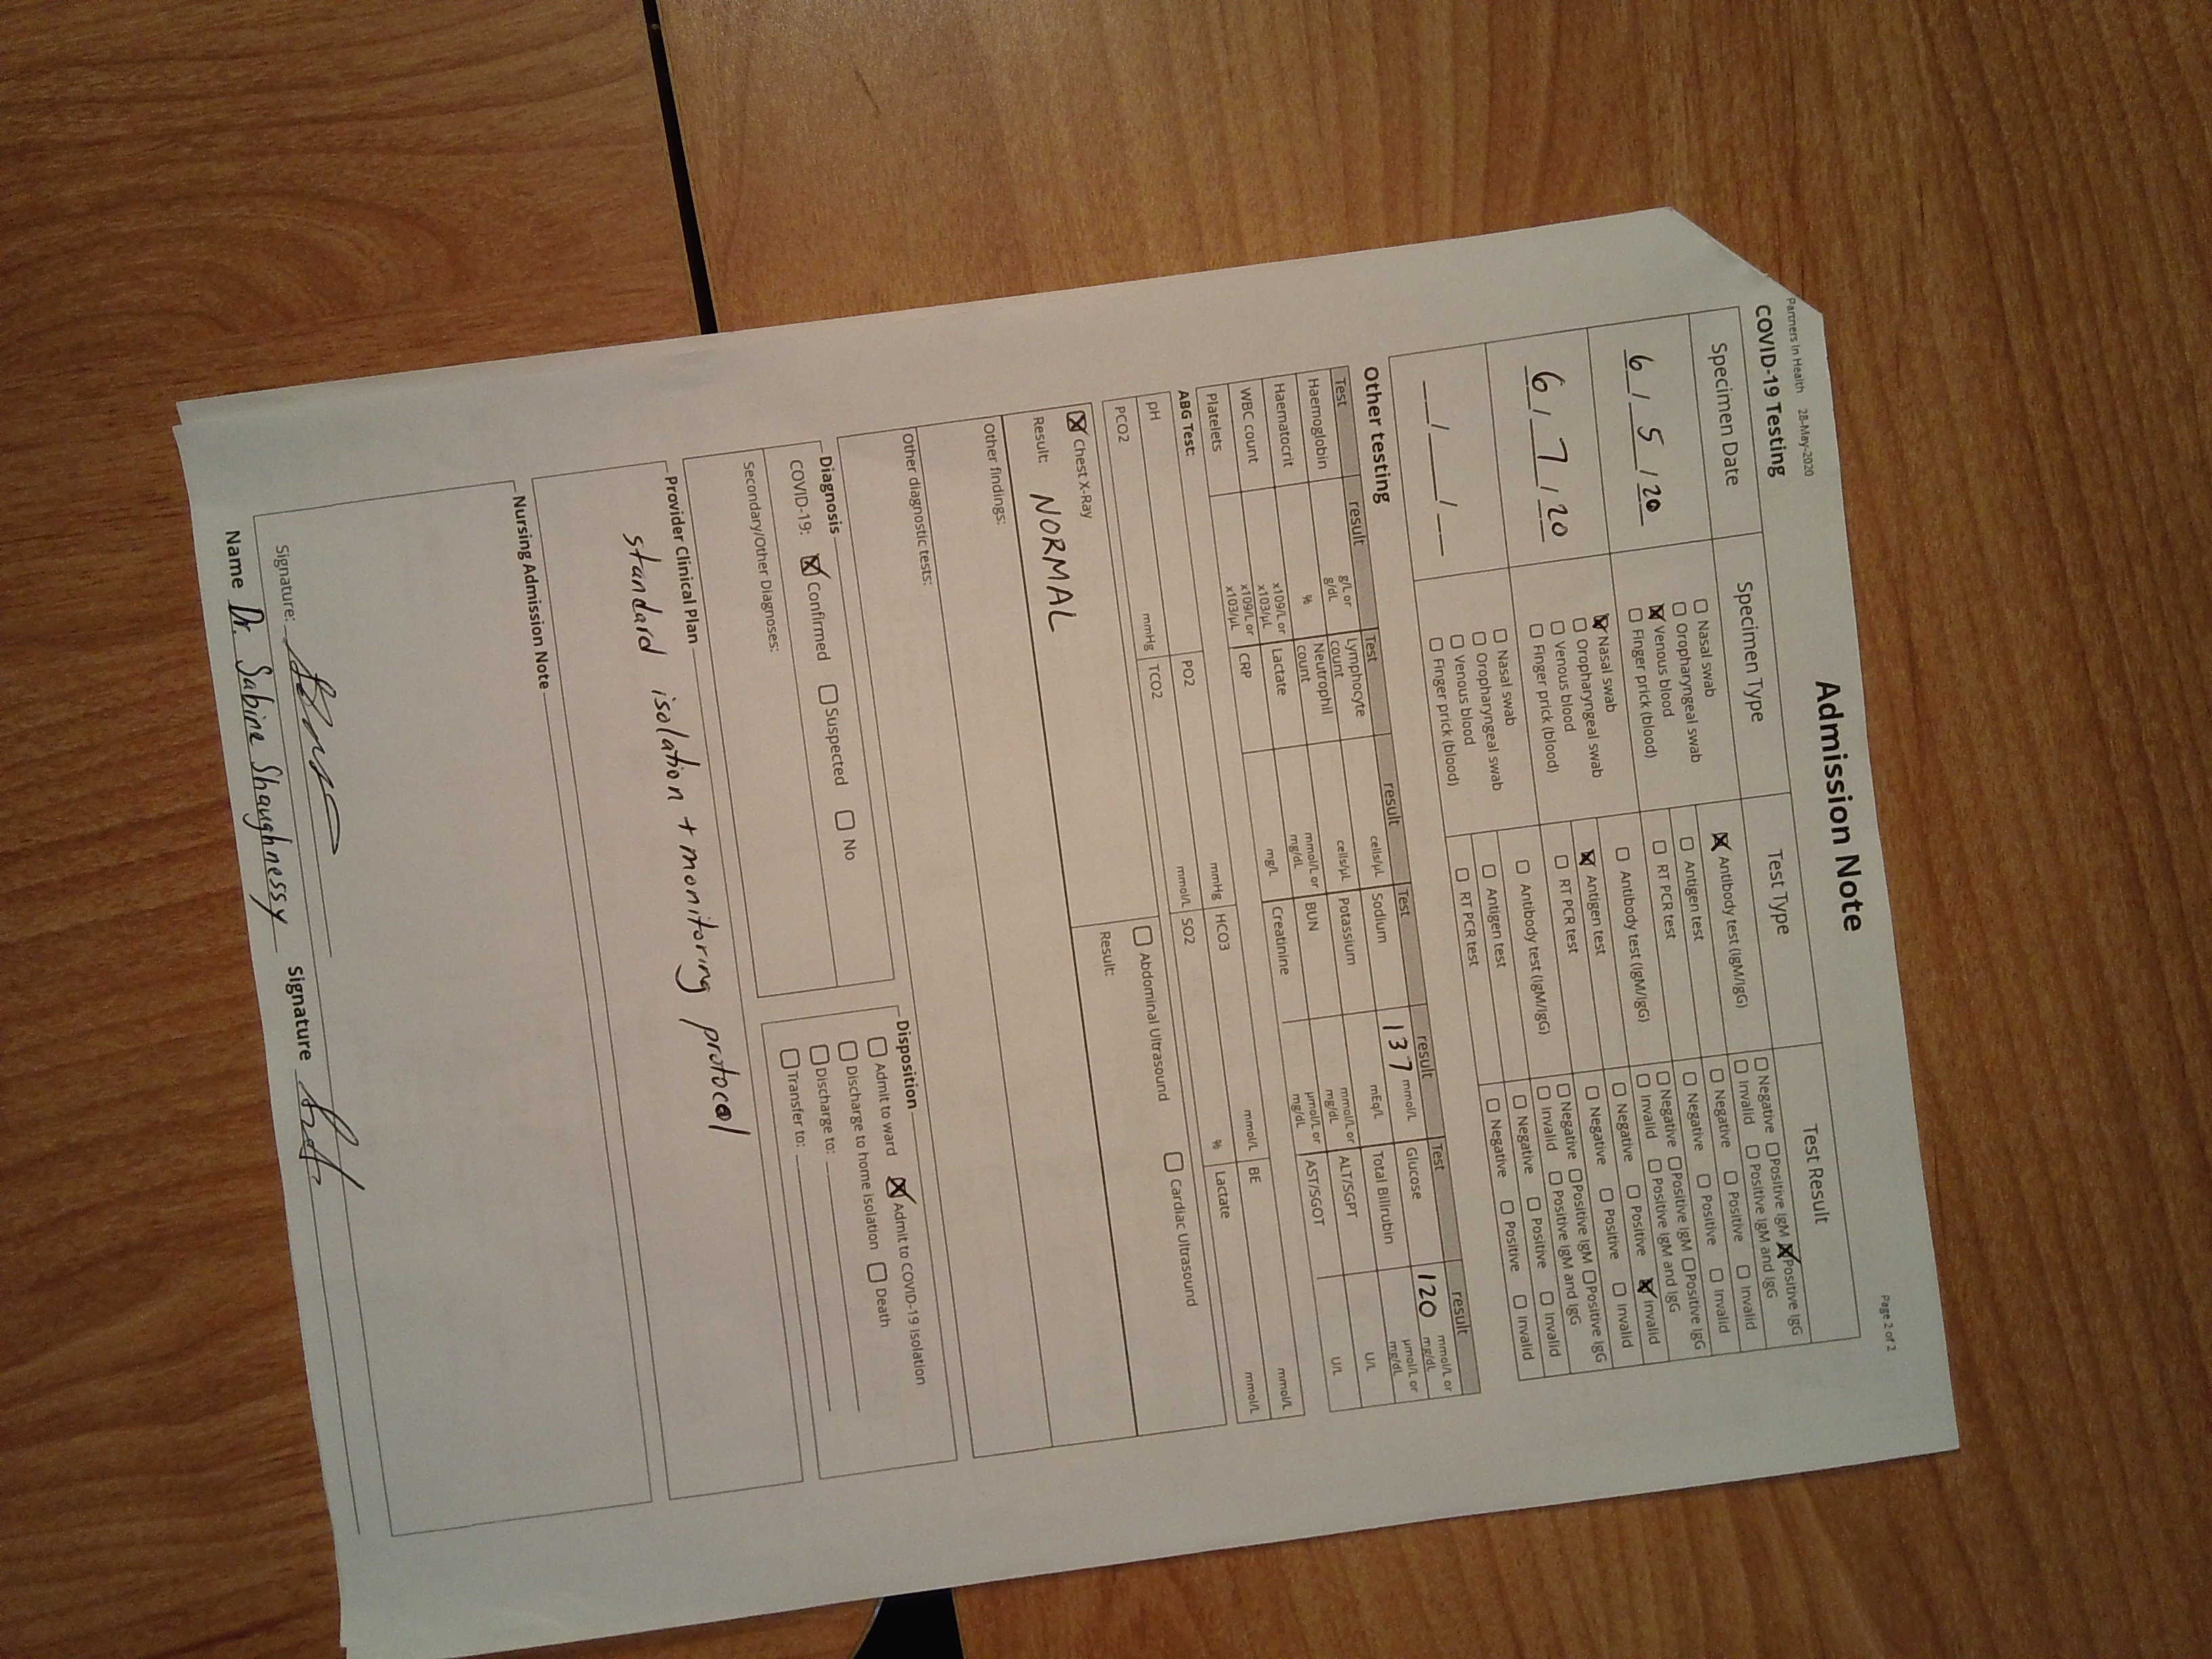 Partners In Health 28-May-2020
Page 2 of 2
Admission Note
COVID-19 Testing
Specimen Date Specimen Type Test Type Test Result
6 / 5 / 20
☐ Nasal swab
☐ Oropharyngeal swab
☒ Venous blood
☐ Finger prick (blood)
☒ Antibody test (IgM/IgG) ☐ Negative ☐ Positive IgM ☒ Positive IgG
☐ Invalid ☐ Positive IgM and IgG
☐ Antigen test ☐ Negative ☐ Positive ☐ Invalid
☐ RT PCR test ☐ Negative ☐ Positive ☐ Invalid
6 / 7 / 20
☒ Nasal swab
☐ Oropharyngeal swab
☐ Venous blood
☐ Finger prick (blood)
☐ Antibody test (IgM/IgG) ☐ Negative ☐ Positive IgM ☐ Positive IgG
☐ Invalid ☐ Positive IgM and IgG
☒ Antigen test ☐ Negative ☐ Positive ☒ Invalid
☐ RT PCR test ☐ Negative ☐ Positive ☐ Invalid
__/__/__
☐ Nasal swab
☐ Oropharyngeal swab
☐ Venous blood
☐ Finger prick (blood)
☐ Antibody test (IgM/IgG) ☐ Negative ☐ Positive IgM ☐ Positive IgG
☐ Invalid ☐ Positive IgM and IgG
☐ Antigen test ☐ Negative ☐ Positive ☐ Invalid
☐ RT PCR test ☐ Negative ☐ Positive ☐ Invalid
Other testing
Test result Test result Test result Test result
Haemoglobin g/L or g/dL Lymphocyte count cells/µL Sodium 137 mmol/L Glucose 120 mmol/L or mg/dL
Haematocrit % Neutrophil count cells/µL Potassium mEq/L Total Bilirubin µmol/L or mg/dL
WBC count x109/L or x103/µL Lactate mmol/L or mg/dL BUN mmol/L or mg/dL ALT/SGPT U/L
Platelets x109/L or x103/µL CRP mg/L Creatinine µmol/L or mg/dL AST/SGOT U/L
ABG Test:
pH PO2 mmHg HCO3 mmol/L BE mmol/L
PCO2 mmHg TCO2 mmol/L SO2 % Lactate mmol/L
☒ Chest X-Ray ☐ Abdominal Ultrasound ☐ Cardiac Ultrasound
Result: NORMAL Result:
Other findings:
Other diagnostic tests:
Diagnosis
COVID-19: ☒ Confirmed ☐ Suspected ☐ No
Secondary/Other Diagnoses:
Disposition
☐ Admit to ward ☒ Admit to COVID-19 Isolation
☐ Discharge to home isolation ☐ Death
☐ Discharge to:
☐ Transfer to:
Provider Clinical Plan
standard isolation + monitoring protocol
Nursing Admission Note
Signature:
Name Dr. Sabine Shaughnessy Signature